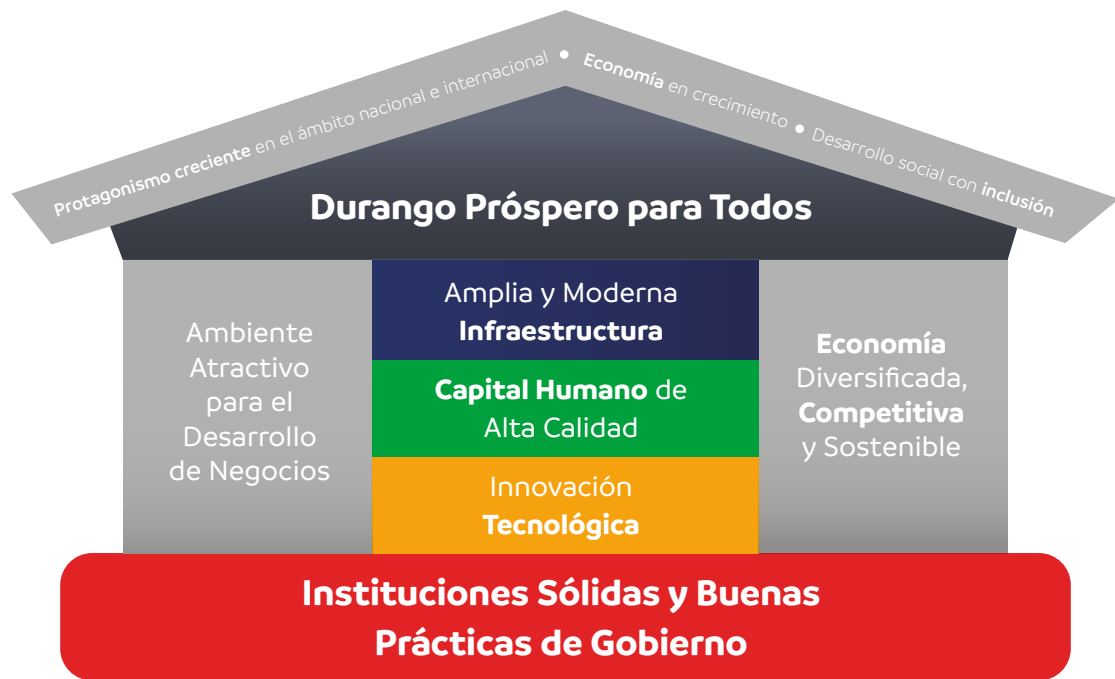 Protagonismo creciente en el ámbito nacional e internacional • Economía en crecimiento • Desarrollo social con inclusión
Durango Próspero para Todos
Ambiente
Atractivo
para el
Desarrollo
de Negocios
Amplia y Moderna
Infraestructura
Capital Humano de
Alta Calidad
Innovación
Tecnológica
Economía
Diversificada,
Competitiva
y Sostenible
Instituciones Sólidas y Buenas
Prácticas de Gobierno